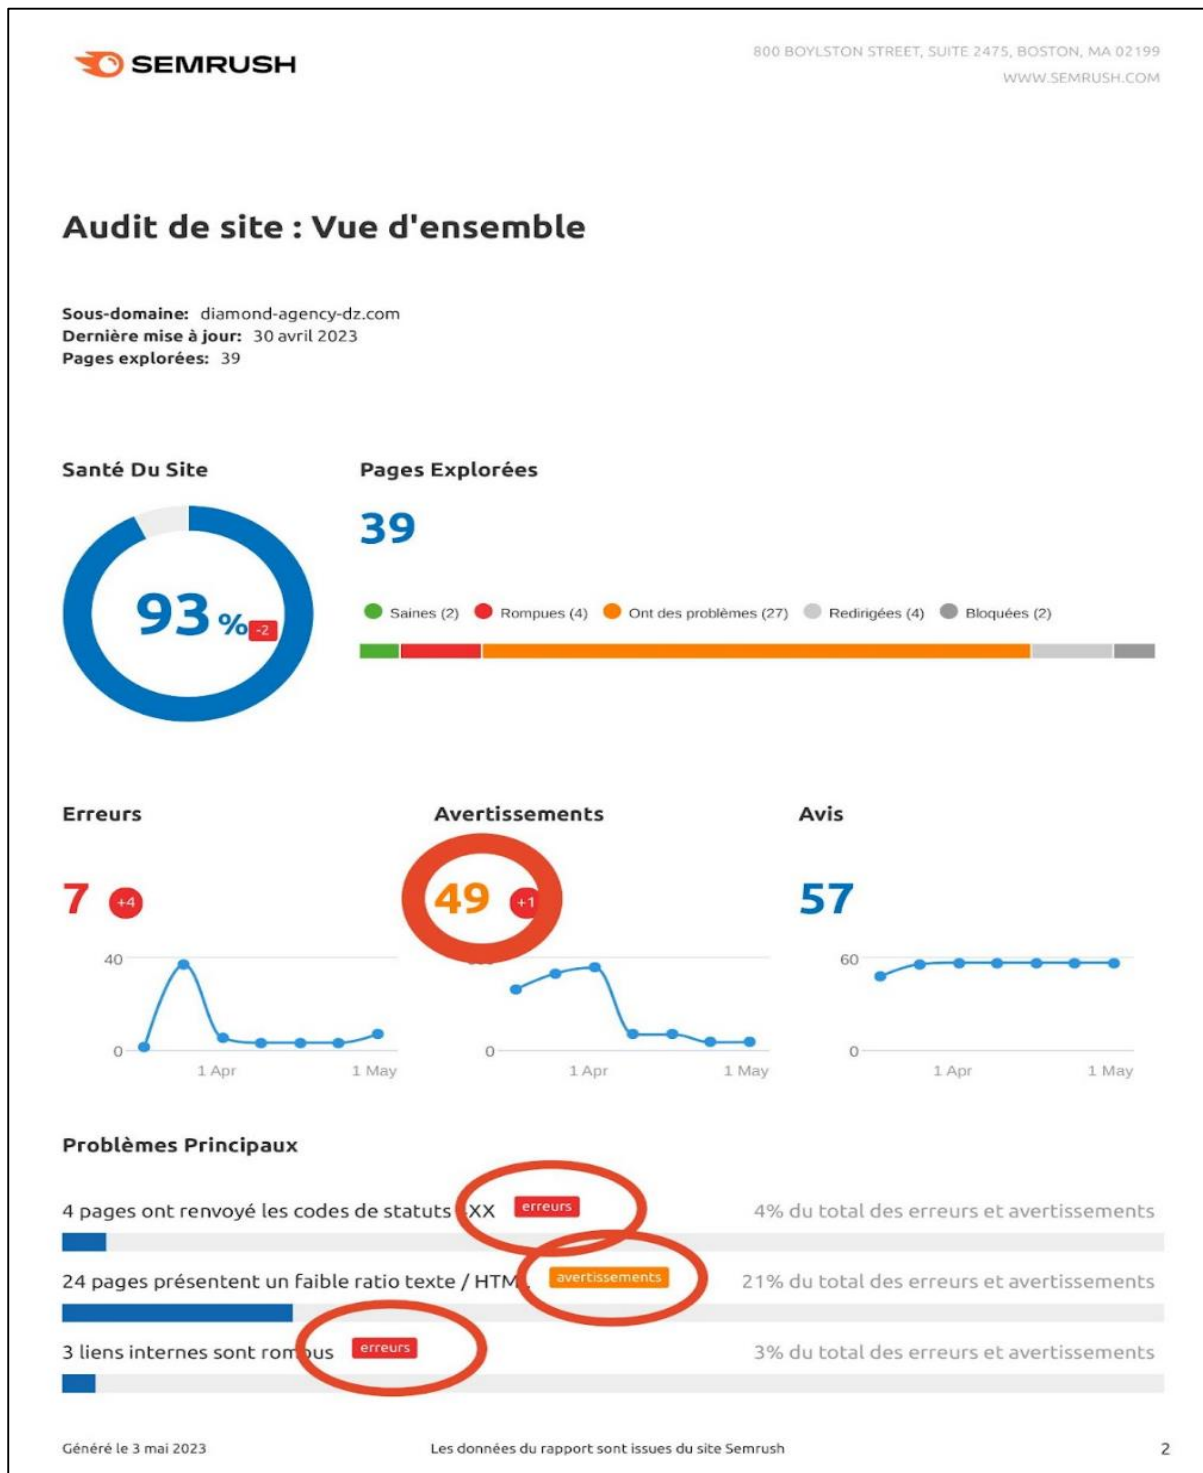 SEMRUSH
800 BOYLSTON STREET, SUITE 2475, BOSTON, MA 02199
WWW.SEMRUSH.COM
Audit de site : Vue d'ensemble
Sous-domaine: diamond-agency-dz.com
Dernière mise à jour: 30 avril 2023
Pages explorées: 39
Santé Du Site
Pages Explorées
93 % -2
39
Saines (2) Rompues (4) Ont des problèmes (27) Redirigées (4) Bloquées (2)
Erreurs
Avertissements
Avis
7 +4
49 +1
57
40
0
1 Apr 1 May
0
1 Apr 1 May
60
0
1 Apr 1 May
Problèmes Principaux
4 pages ont renvoyé les codes de statuts XX erreurs 4% du total des erreurs et avertissements
24 pages présentent un faible ratio texte / HTML avertissements 21% du total des erreurs et avertissements
3 liens internes sont rompus erreurs 3% du total des erreurs et avertissements
Généré le 3 mai 2023 Les données du rapport sont issues du site Semrush 2